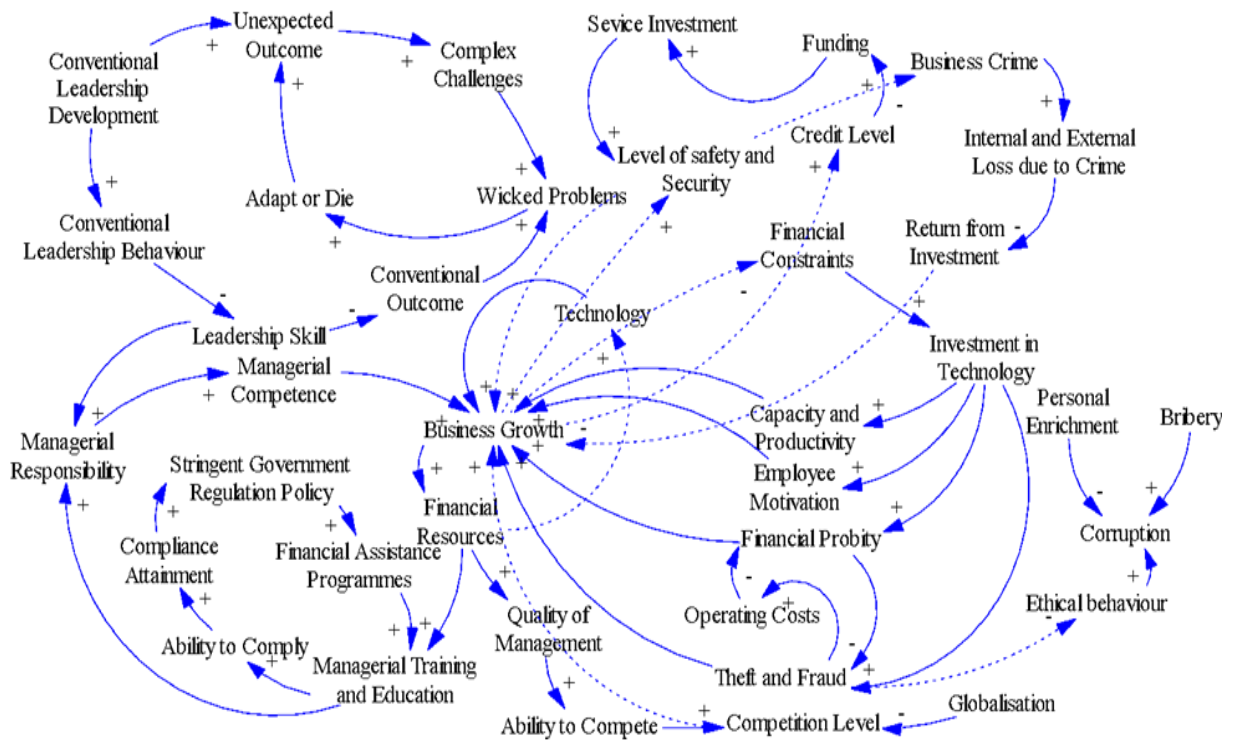 Unexpected
Outcome
Sevice Investment
Funding
Complex
Challenges
Business Crime
Conventional
Leadership
Development
Credit Level
Internal and External
Loss due to Crime
Level of safety and
Security
Adapt or Die
Wicked Problems
Conventional
Leadership Behaviour
Financial
Constraints
Return from
Investment
Conventional
Outcome
Technology
Leadership Skill
Investment in
Technology
Managerial
Competence
Personal
Enrichment
Bribery
Capacity and
Productivity
Business Growth
Managerial
Responsibility
Stringent Government
Regulation Policy
Employee
Motivation
Financial
Resources
Corruption
Financial Probity
Compliance
Attainment
Financial Assistance
Programmes
Ethical behaviour
Operating Costs
Quality of
Management
Ability to Comply
Managerial Training
and Education
Theft and Fraud
Globalisation
Ability to Compete
Competition Level